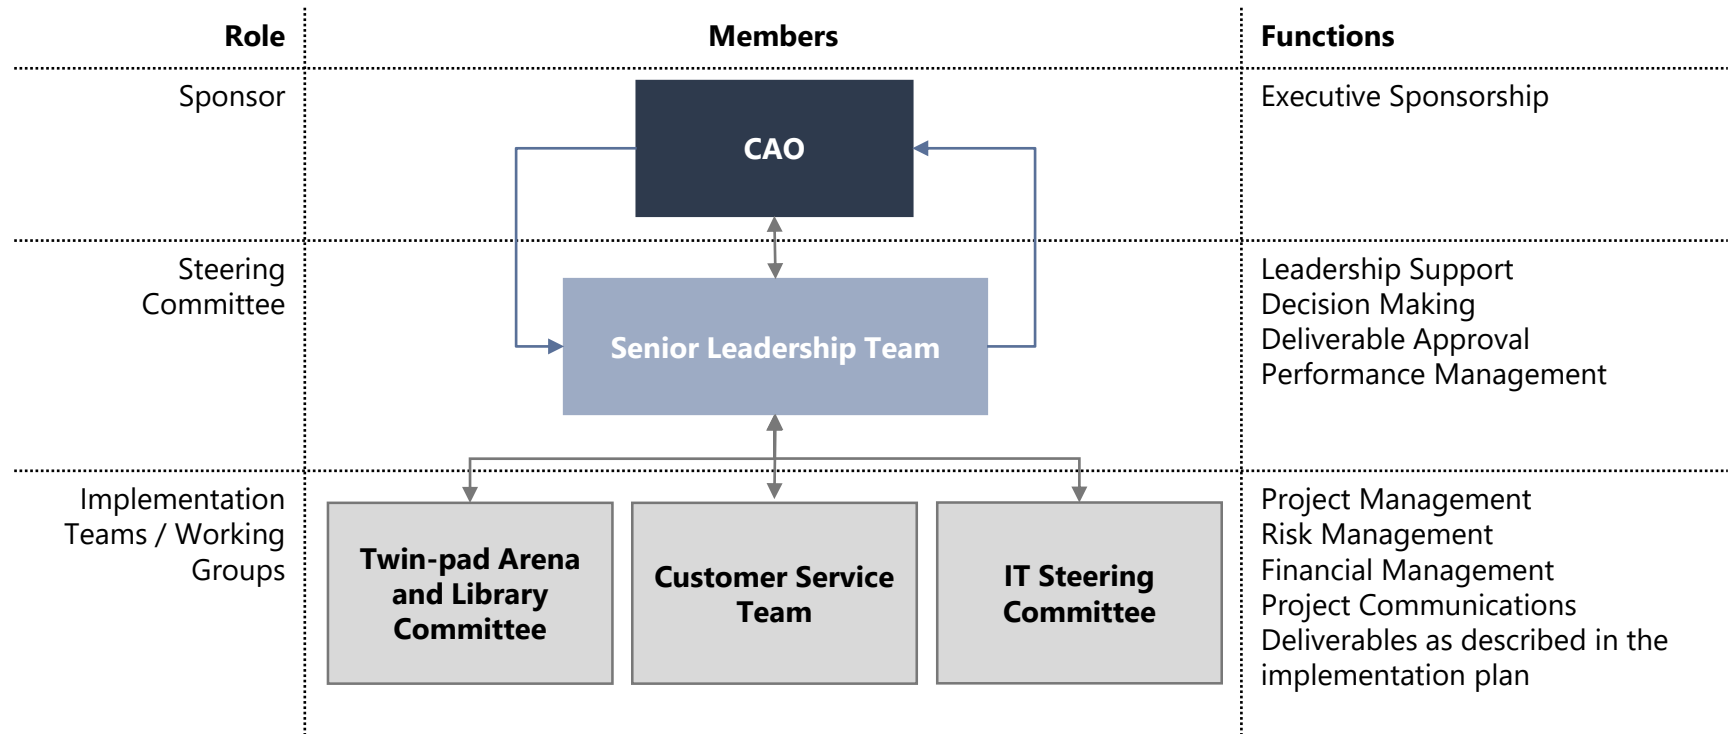 Role
Members
Functions
Sponsor
CAO
Executive Sponsorship
Steering
Committee
Senior Leadership Team
Leadership Support
Decision Making
Deliverable Approval
Performance Management
Implementation
Teams / Working
Groups
Twin-pad Arena
and Library
Committee
Customer Service
Team
IT Steering
Committee
Project Management
Risk Management
Financial Management
Project Communications
Deliverables as described in the
implementation plan